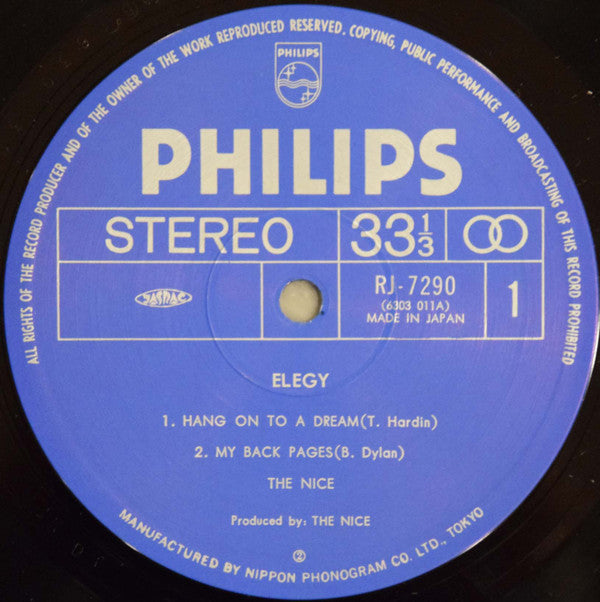 ALL RIGHTS OF THE RECORD PRODUCER AND OF THE OWNER OF THE WORK REPRODUCED RESERVED. COPYING, PUBLIC PERFORMANCE AND BROADCASTING OF THIS RECORD PROHIBITED
PHILIPS
PHILIPS
STEREO 33 1/3
JASRAC RJ-7290 1
(6303 011A)
MADE IN JAPAN
ELEGY
1. HANG ON TO A DREAM(T. Hardin)
2. MY BACK PAGES(B. Dylan)
THE NICE
Produced by: THE NICE
②
MANUFACTURED BY NIPPON PHONOGRAM CO. LTD., TOKYO